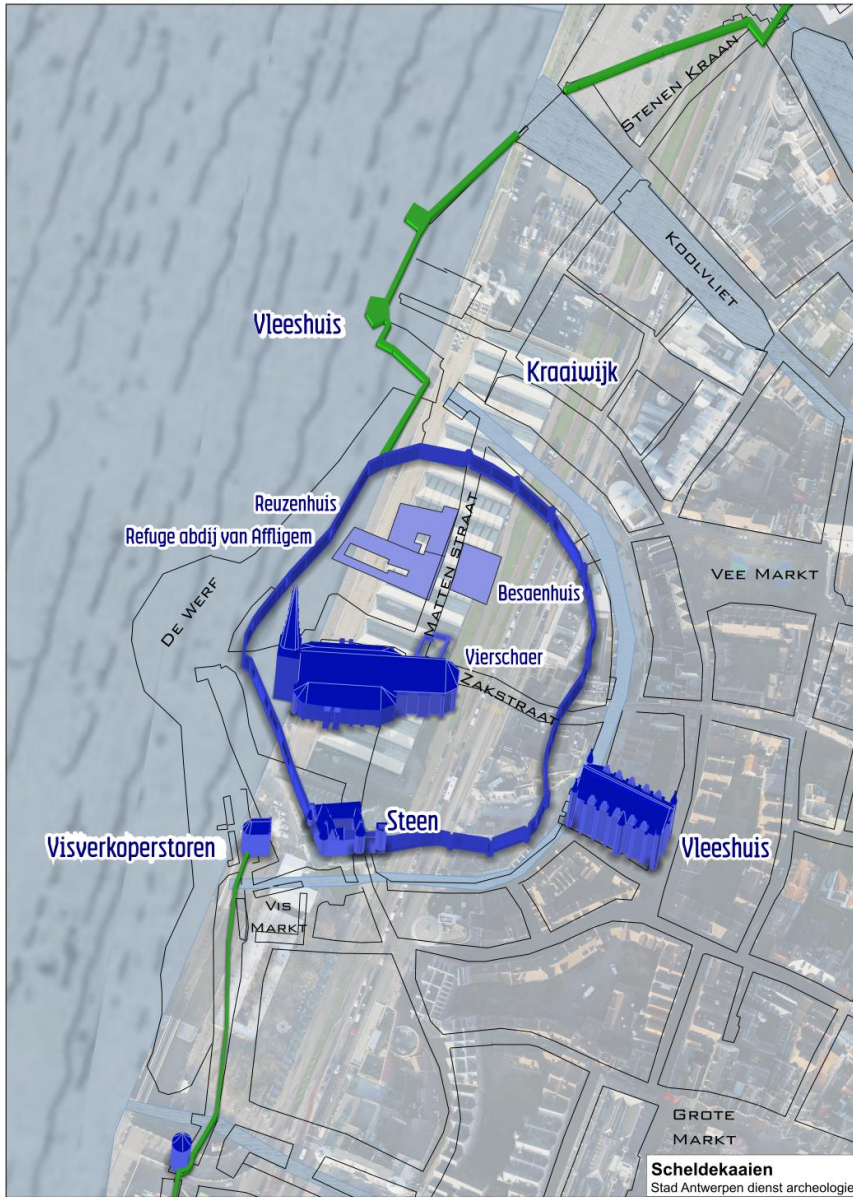 STENEN KRAAN
KOOLVLIET
Vleeshuis
Kraaiwijk
Reuzenhuis
Refuge abdij van Affligem
MATTEN STRAAT
VEE MARKT
DE WERF
Besaenhuis
Vierschaer
ZAKSTRAAT
Steen
Visverkoperstoren
Vleeshuis
VIS
MARKT
GROTE
MARKT
Scheldekaaien
Stad Antwerpen dienst archeologie